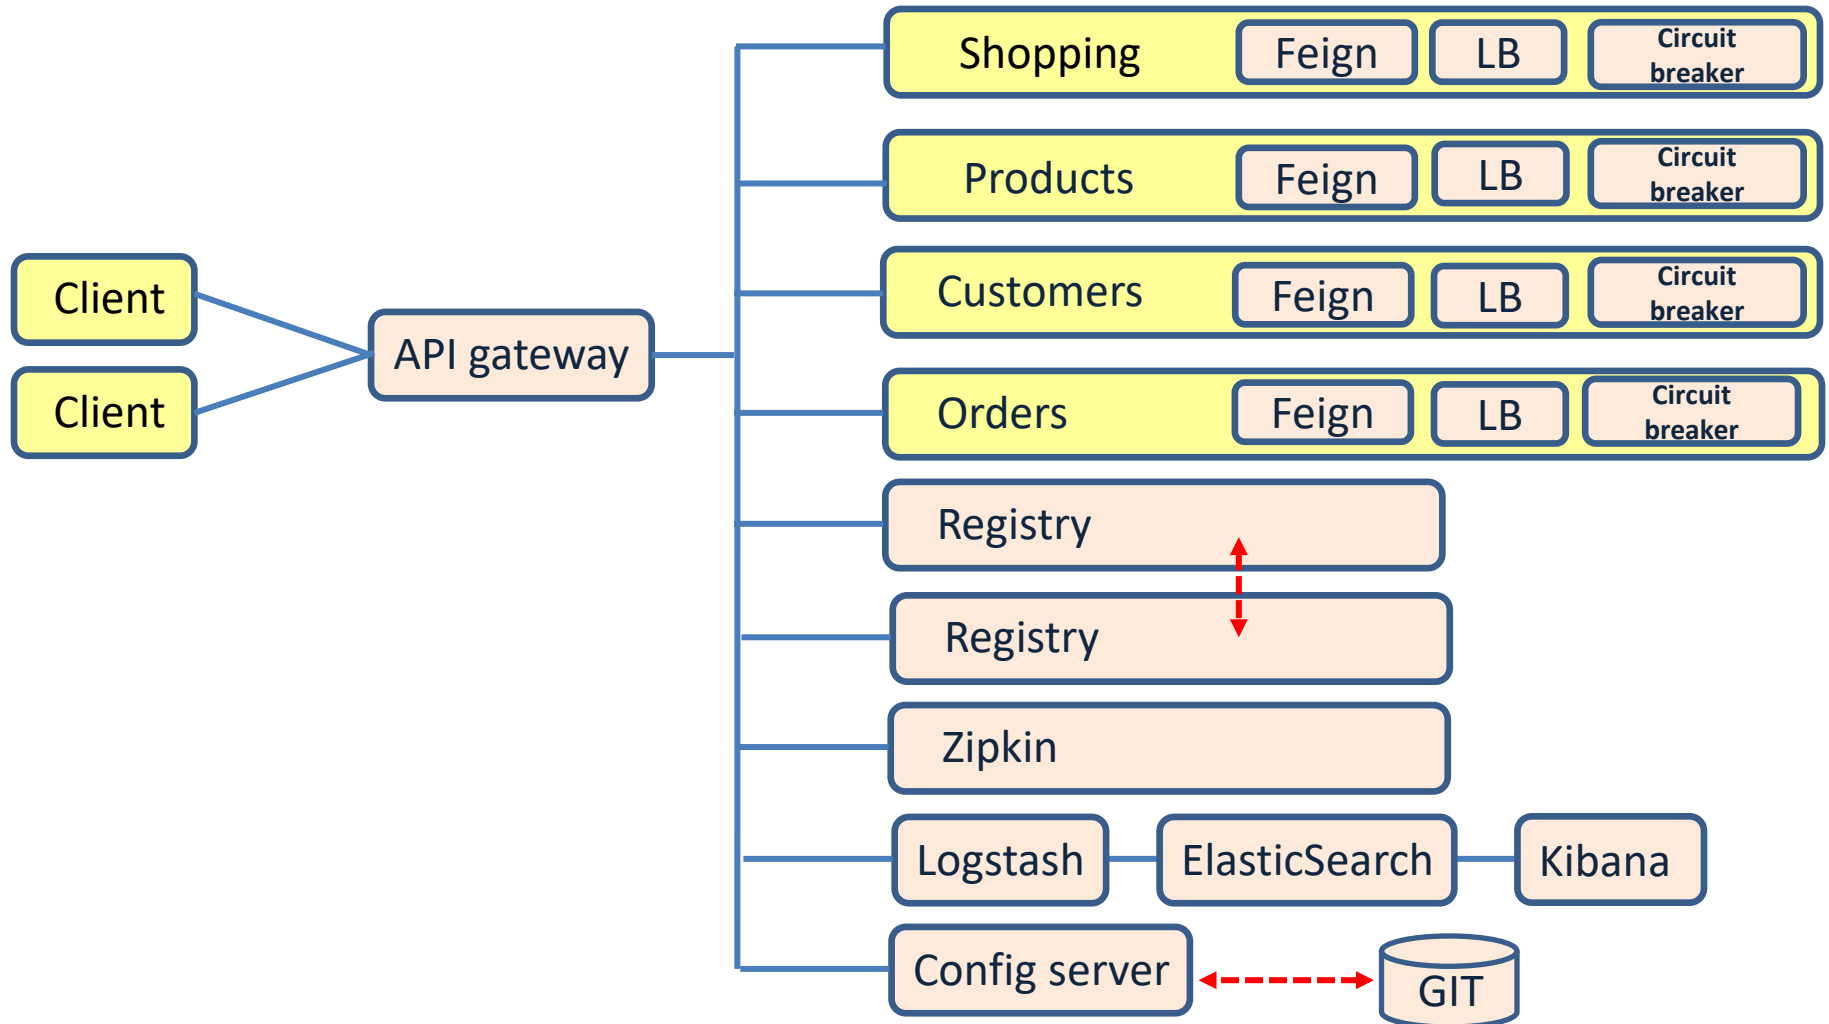 Shopping
Feign
LB
Circuit
breaker
Products
Feign
LB
Circuit
breaker
Client
Customers
Feign
LB
Circuit
breaker
API gateway
Client
Orders
Feign
LB
Circuit
breaker
Registry
Registry
Zipkin
Logstash
ElasticSearch
Kibana
Config server
GIT